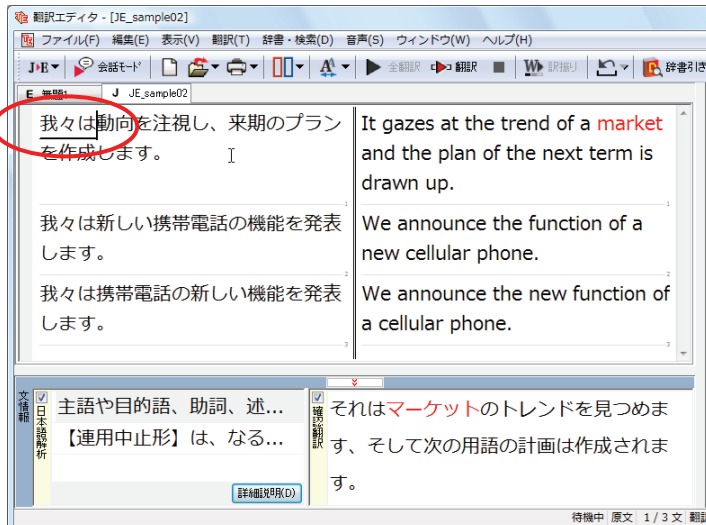 翻訳エディタ - [JE_sample02]
ファイル(F) 編集(E) 表示(V) 翻訳(T) 辞書・検索(D) 音声(S) ウィンドウ(W) ヘルプ(H)
J▸E 会話モード 全翻訳 翻訳 訳振り 辞書引き
E 無題1 J JE_sample02
我々は動向を注視し、来期のプラン
を作成します。
It gazes at the trend of a market
and the plan of the next term is
drawn up.
1
1
我々は新しい携帯電話の機能を発表
します。
We announce the function of a
new cellular phone.
2
2
我々は携帯電話の新しい機能を発表
します。
We announce the new function of
a cellular phone.
3
3
文情報
日本語解析
主語や目的語、助詞、述...
【連用中止形】は、なる...
詳細説明(D)
確認翻訳
それはマーケットのトレンドを見つめま
す、そして次の用語の計画は作成されま
す。
待機中 原文 1 / 3 文 翻訳